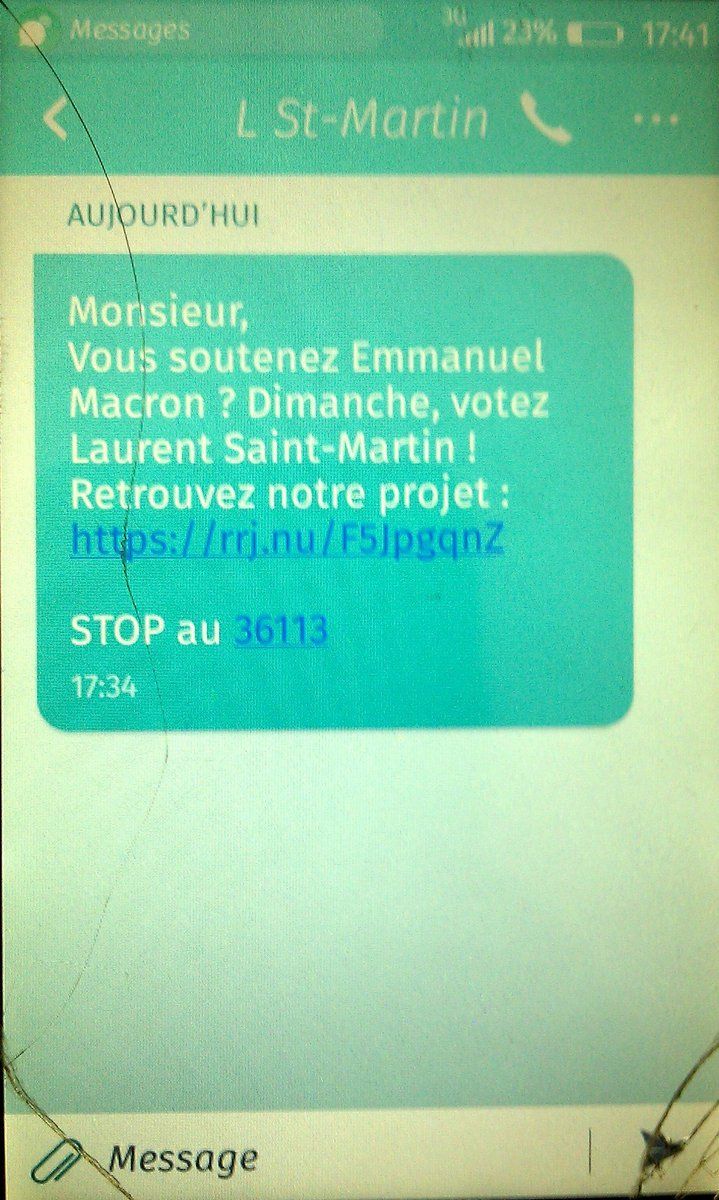 Messages 3G 23% 17:41
L St-Martin
AUJOURD'HUI
Monsieur,
Vous soutenez Emmanuel
Macron ? Dimanche, votez
Laurent Saint-Martin !
Retrouvez notre projet :
https://rrj.nu/F5JpgqnZ
STOP au 36113
17:34
Message